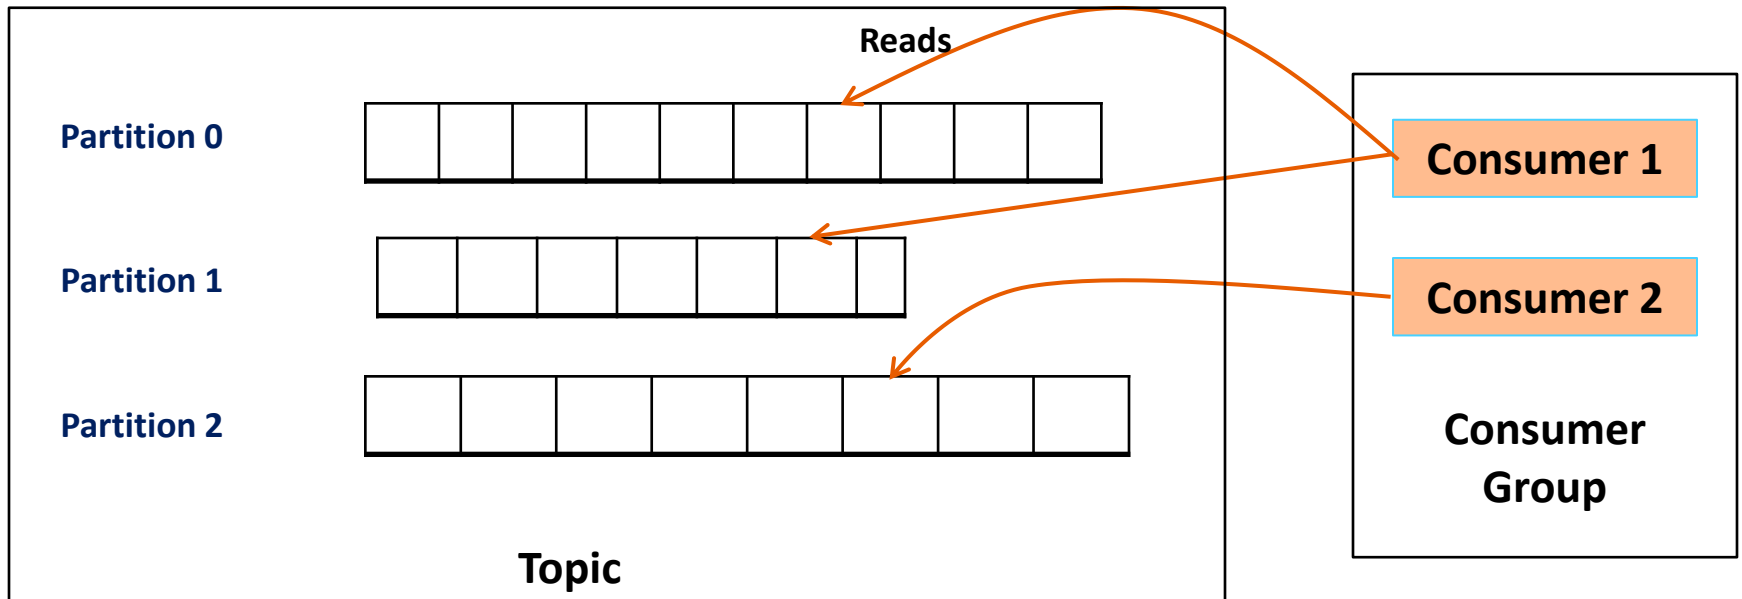 Reads
Partition 0
Consumer 1
Partition 1
Consumer 2
Partition 2
Consumer
Group
Topic